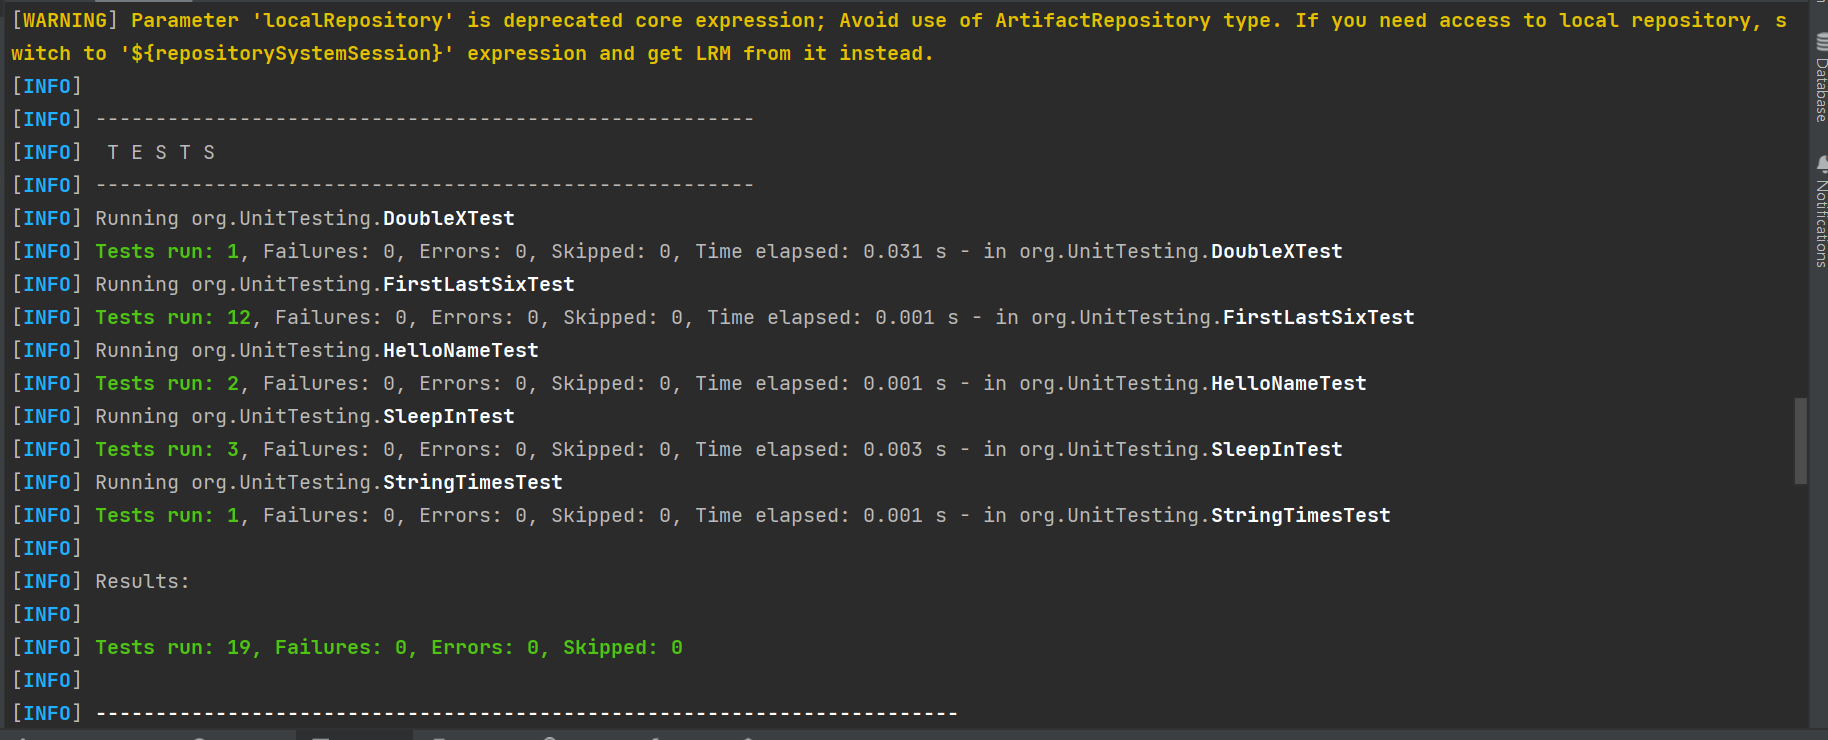 [WARNING] Parameter 'localRepository' is deprecated core expression; Avoid use of ArtifactRepository type. If you need access to local repository, s
witch to '${repositorySystemSession}' expression and get LRM from it instead.
[INFO]
[INFO] -------------------------------------------------------
[INFO]  T E S T S
[INFO] -------------------------------------------------------
[INFO] Running org.UnitTesting.DoubleXTest
[INFO] Tests run: 1, Failures: 0, Errors: 0, Skipped: 0, Time elapsed: 0.031 s - in org.UnitTesting.DoubleXTest
[INFO] Running org.UnitTesting.FirstLastSixTest
[INFO] Tests run: 12, Failures: 0, Errors: 0, Skipped: 0, Time elapsed: 0.001 s - in org.UnitTesting.FirstLastSixTest
[INFO] Running org.UnitTesting.HelloNameTest
[INFO] Tests run: 2, Failures: 0, Errors: 0, Skipped: 0, Time elapsed: 0.001 s - in org.UnitTesting.HelloNameTest
[INFO] Running org.UnitTesting.SleepInTest
[INFO] Tests run: 3, Failures: 0, Errors: 0, Skipped: 0, Time elapsed: 0.003 s - in org.UnitTesting.SleepInTest
[INFO] Running org.UnitTesting.StringTimesTest
[INFO] Tests run: 1, Failures: 0, Errors: 0, Skipped: 0, Time elapsed: 0.001 s - in org.UnitTesting.StringTimesTest
[INFO]
[INFO] Results:
[INFO]
[INFO] Tests run: 19, Failures: 0, Errors: 0, Skipped: 0
[INFO]
[INFO] ------------------------------------------------------------------------
Database
Notifications